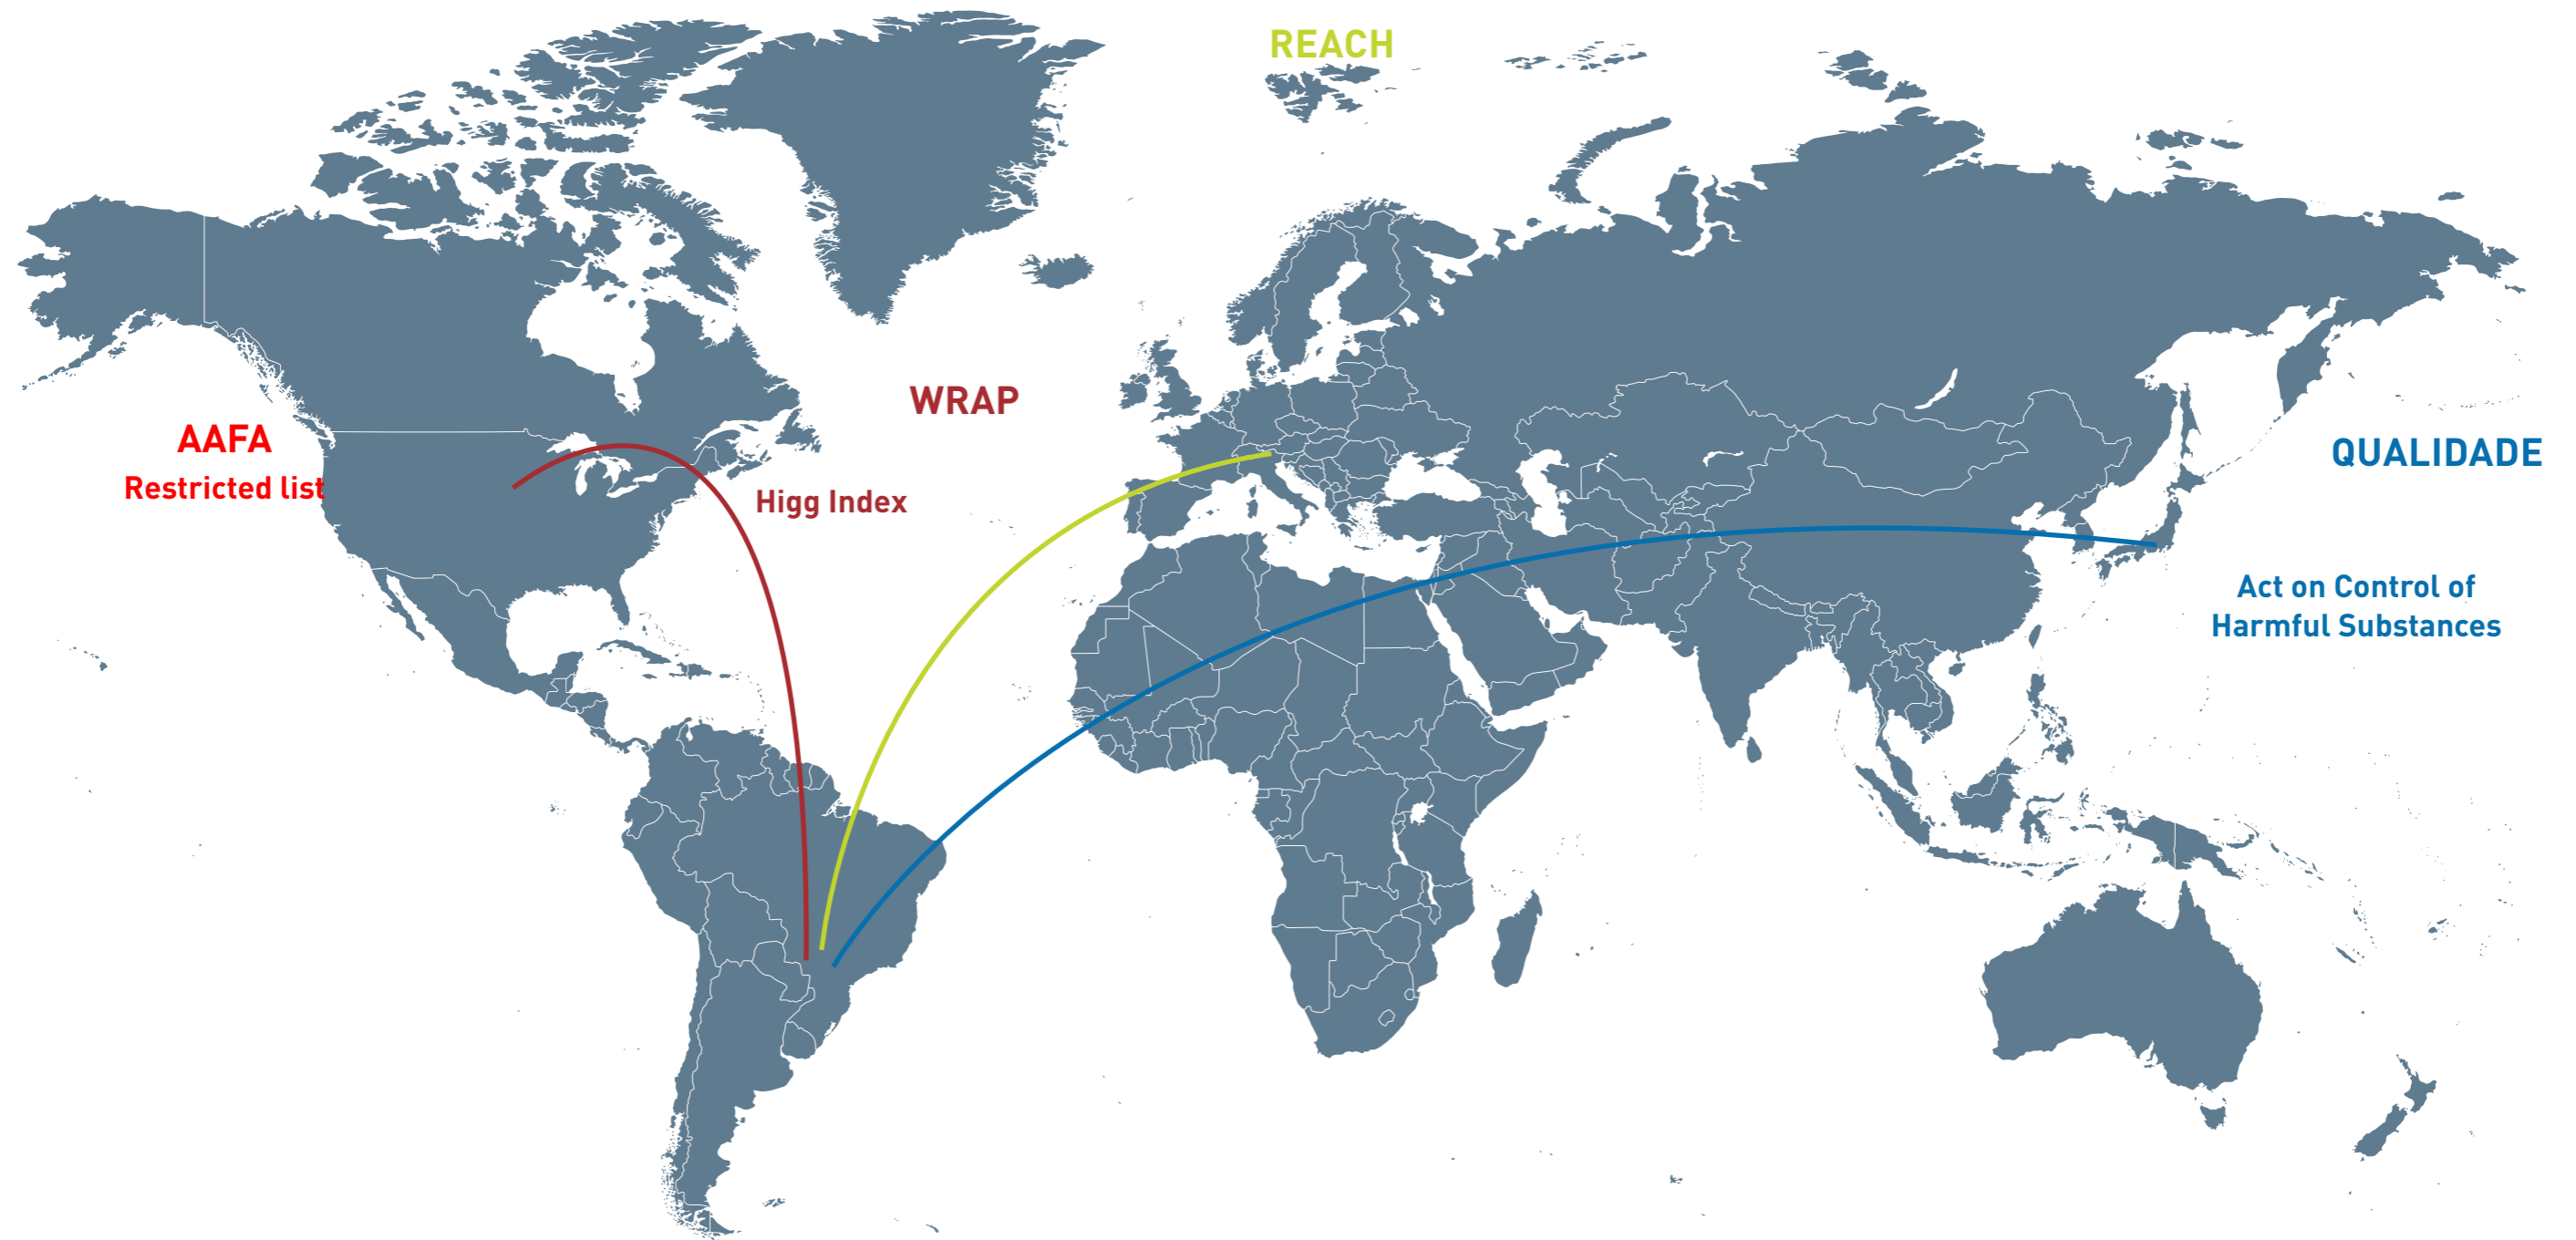 REACH
WRAP
AAFA
Restricted list
Higg Index
QUALIDADE
Act on Control of
Harmful Substances